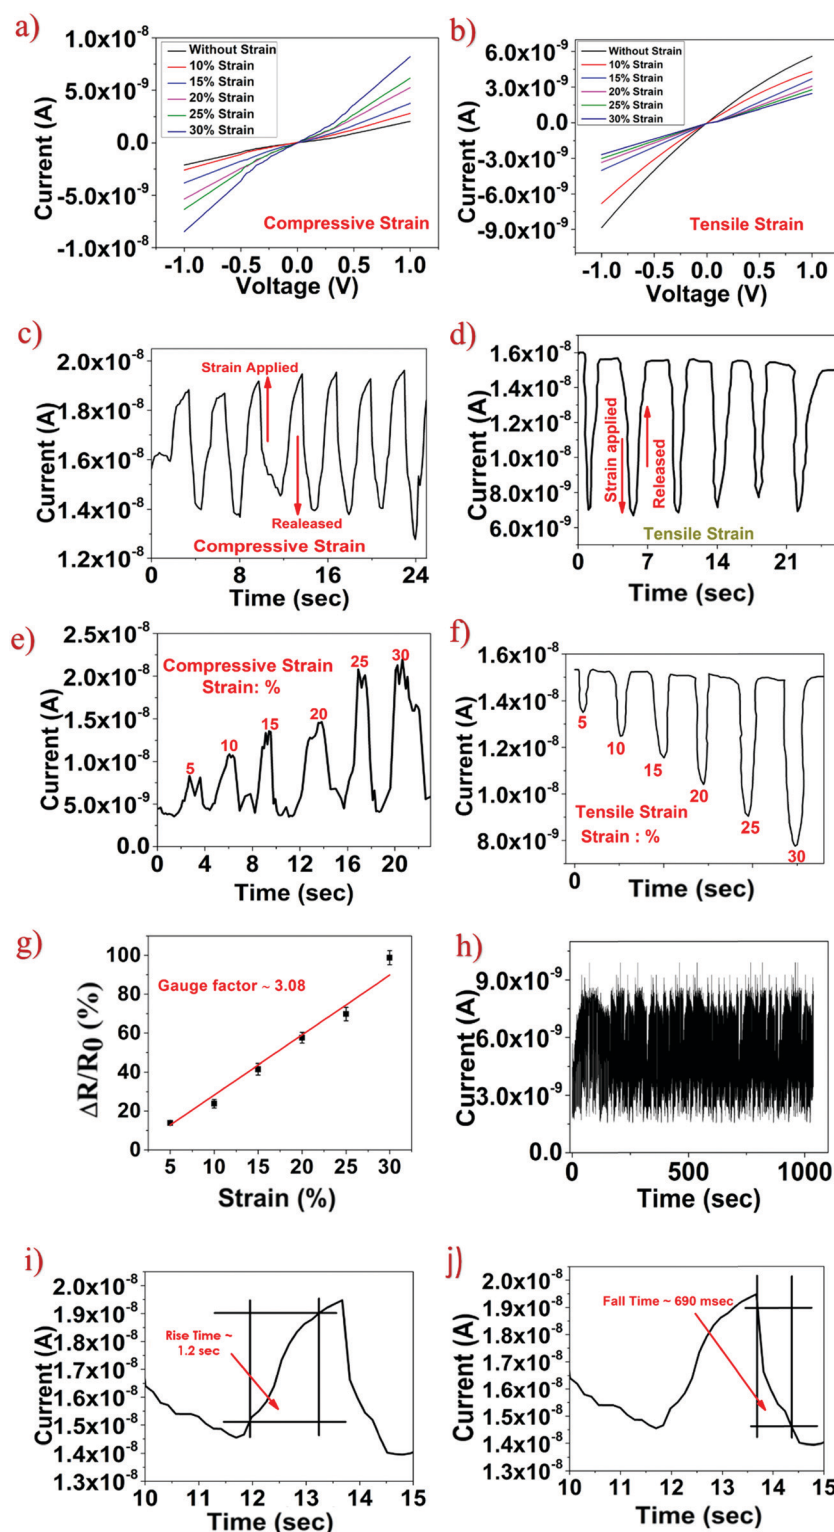 a)
1.0x10-8
5.0x10-9
0.0
-5.0x10-9
-1.0x10-8
Current (A)
Without Strain
10% Strain
15% Strain
20% Strain
25% Strain
30% Strain
Compressive Strain
-1.0 -0.5 0.0 0.5 1.0
Voltage (V)
b)
6.0x10-9
3.0x10-9
0.0
-3.0x10-9
-6.0x10-9
-9.0x10-9
Current (A)
Without Strain
10% Strain
15% Strain
20% Strain
25% Strain
30% Strain
Tensile Strain
-1.0 -0.5 0.0 0.5 1.0
Voltage (V)
c)
2.0x10-8
1.8x10-8
1.6x10-8
1.4x10-8
1.2x10-8
Current (A)
Strain Applied
Realeased
Compressive Strain
0 8 16 24
Time (sec)
d)
1.6x10-8
1.4x10-8
1.2x10-8
1.0x10-8
8.0x10-9
6.0x10-9
Current (A)
Strain applied
Released
Tensile Strain
0 7 14 21
Time (sec)
e)
2.5x10-8
2.0x10-8
1.5x10-8
1.0x10-8
5.0x10-9
0.0
Current (A)
Compressive Strain
Strain: %
5
10
15
20
25
30
0 4 8 12 16 20
Time (sec)
f)
1.6x10-8
1.4x10-8
1.2x10-8
1.0x10-8
8.0x10-9
Current (A)
5
10
15
20
25
30
Tensile Strain
Strain : %
0
Time (sec)
g)
100
80
60
40
20
0
ΔR/R0 (%)
Gauge factor ~ 3.08
5 10 15 20 25 30
Strain (%)
h)
9.0x10-9
6.0x10-9
3.0x10-9
0.0
Current (A)
0 500 1000
Time (sec)
i)
2.0x10-8
1.9x10-8
1.8x10-8
1.6x10-8
1.5x10-8
1.4x10-8
1.3x10-8
Current (A)
Rise Time ~
1.2 sec
10 11 12 13 14 15
Time (sec)
j)
2.0x10-8
1.9x10-8
1.8x10-8
1.6x10-8
1.5x10-8
1.4x10-8
1.3x10-8
Current (A)
Fall Time ~ 690 msec
10 11 12 13 14 15
Time (sec)